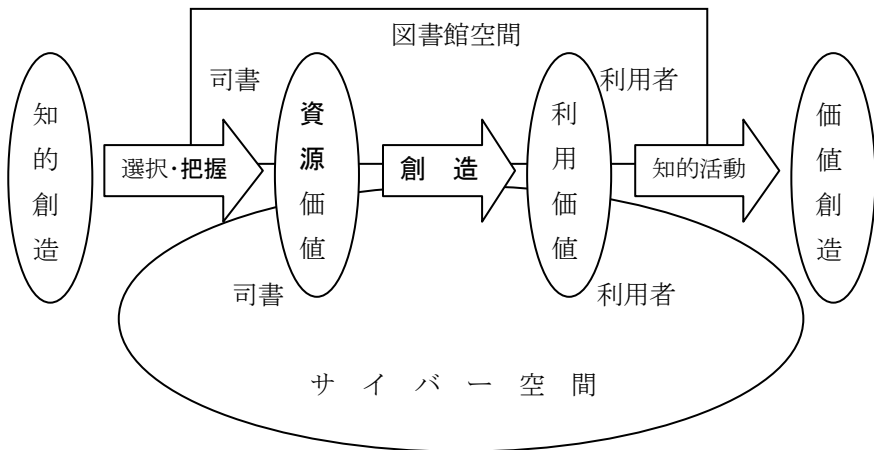 図書館空間
司書
利用者
知的創造
選択・把握
資源価値
創　造
利用価値
知的活動
価値創造
司書
利用者
サ イ バ ー 空 間